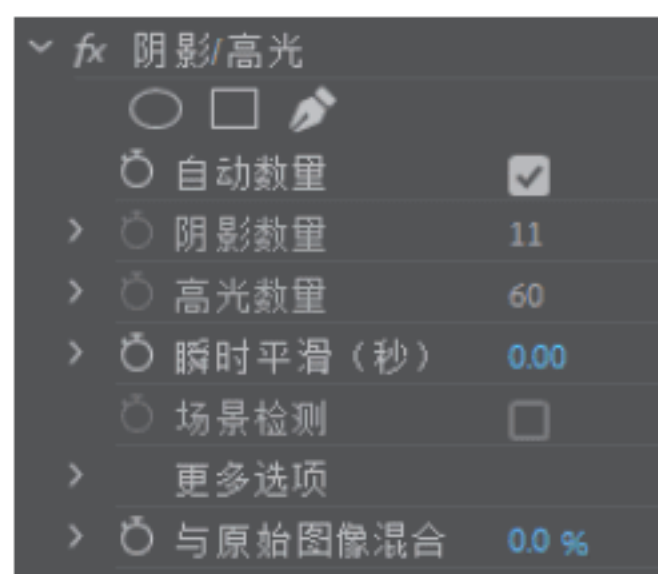 fx 阴影/高光
自动数量
阴影数量 11
高光数量 60
瞬时平滑（秒） 0.00
场景检测
更多选项
与原始图像混合 0.0 %